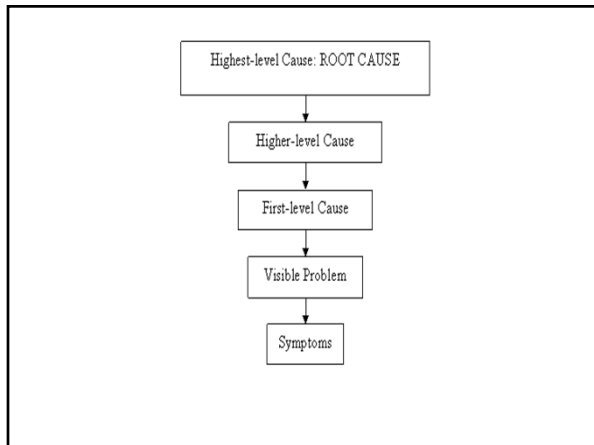 Highest-level Cause: ROOT CAUSE
Higher-level Cause
First-level Cause
Visible Problem
Symptoms